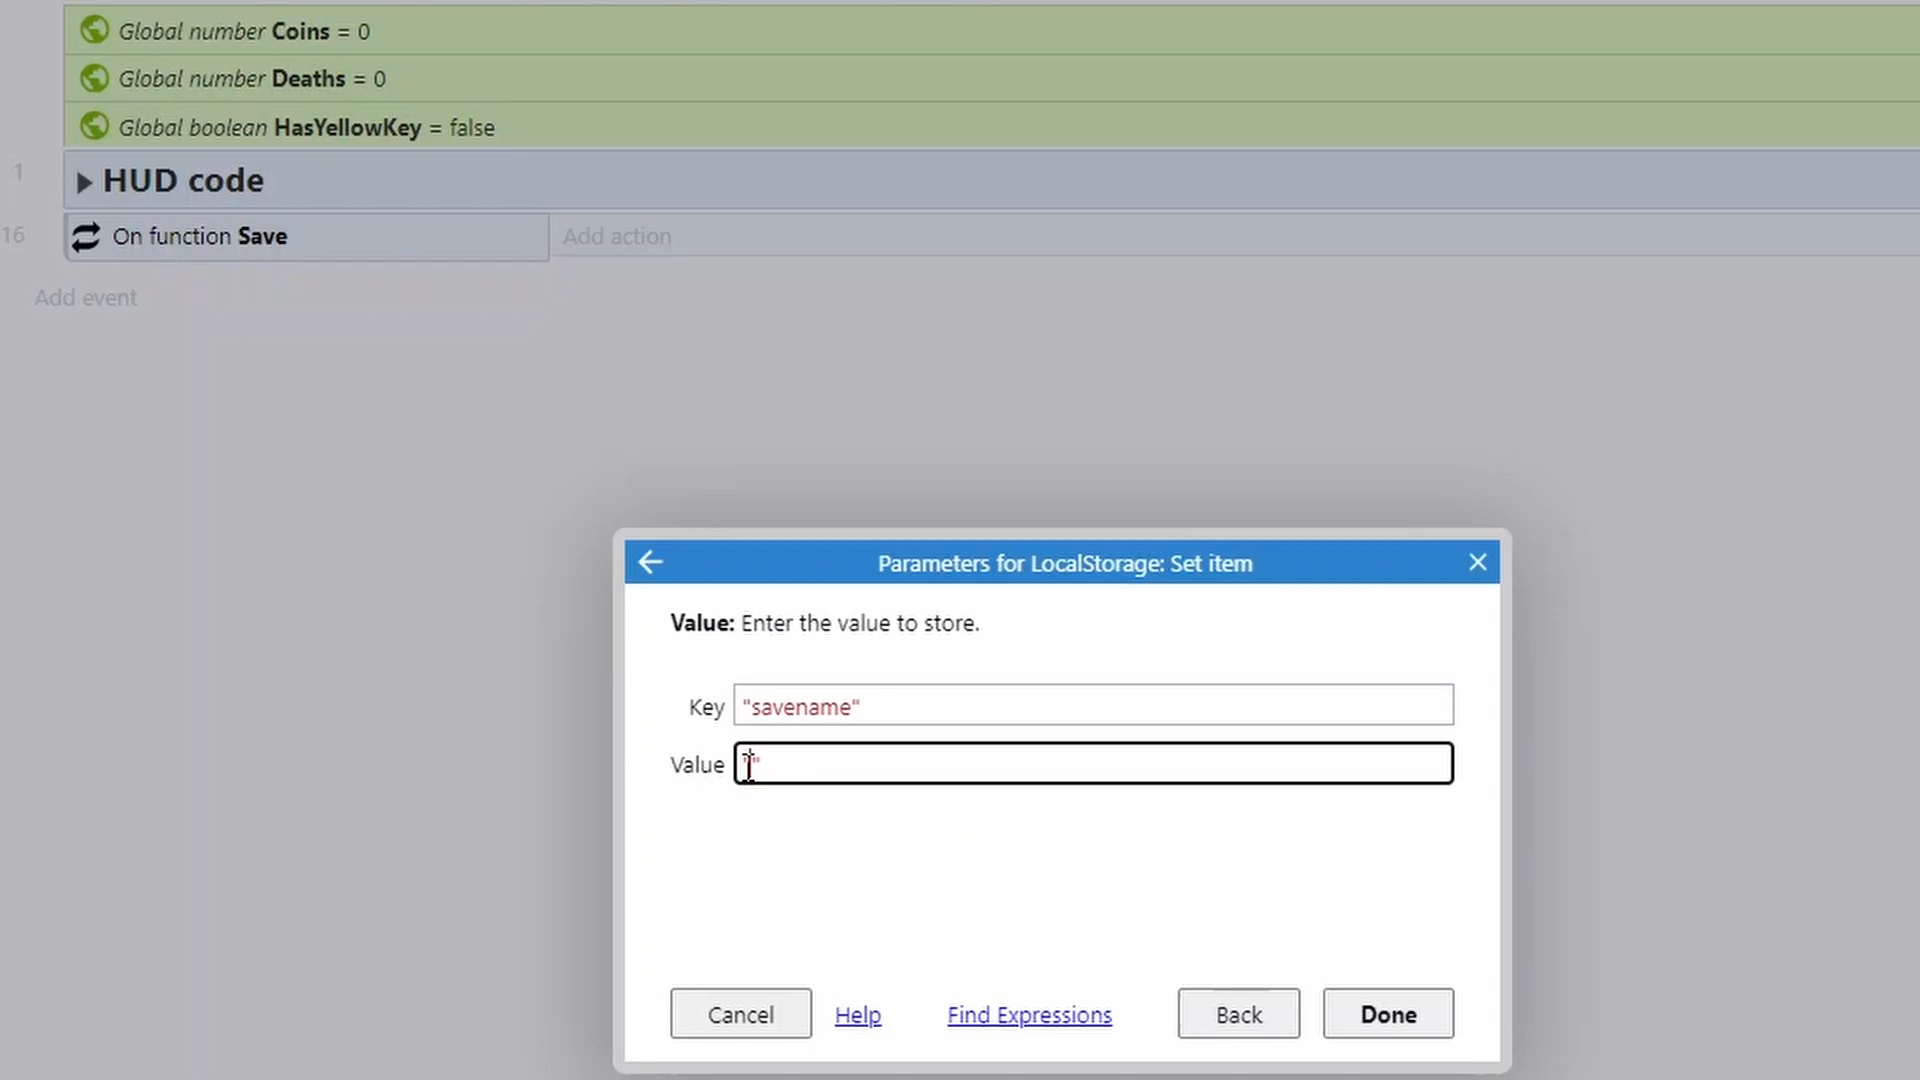 Global number Coins = 0
Global number Deaths = 0
Global boolean HasYellowKey = false
1
HUD code
16
On function Save
Add action
Add event
Parameters for LocalStorage: Set item
Value: Enter the value to store.
Key "savename"
Value ""
Cancel Help Find Expressions Back Done